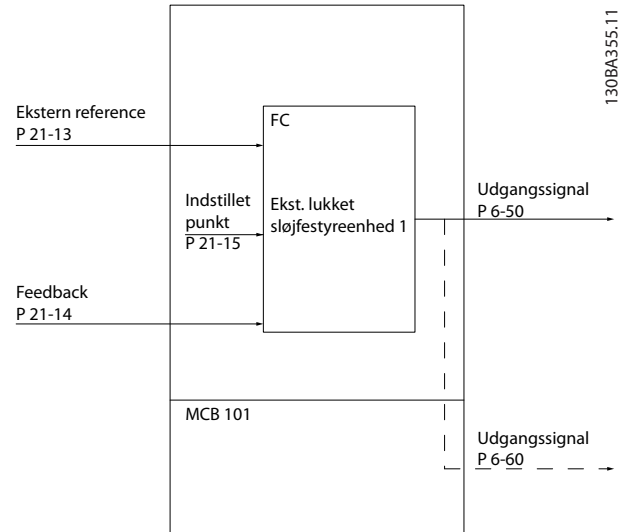 130BA355.11
Ekstern reference
P 21-13
FC
Indstillet
punkt
P 21-15
Ekst. lukket
sløjfestyreenhed 1
Udgangssignal
P 6-50
Feedback
P 21-14
MCB 101
Udgangssignal
P 6-60